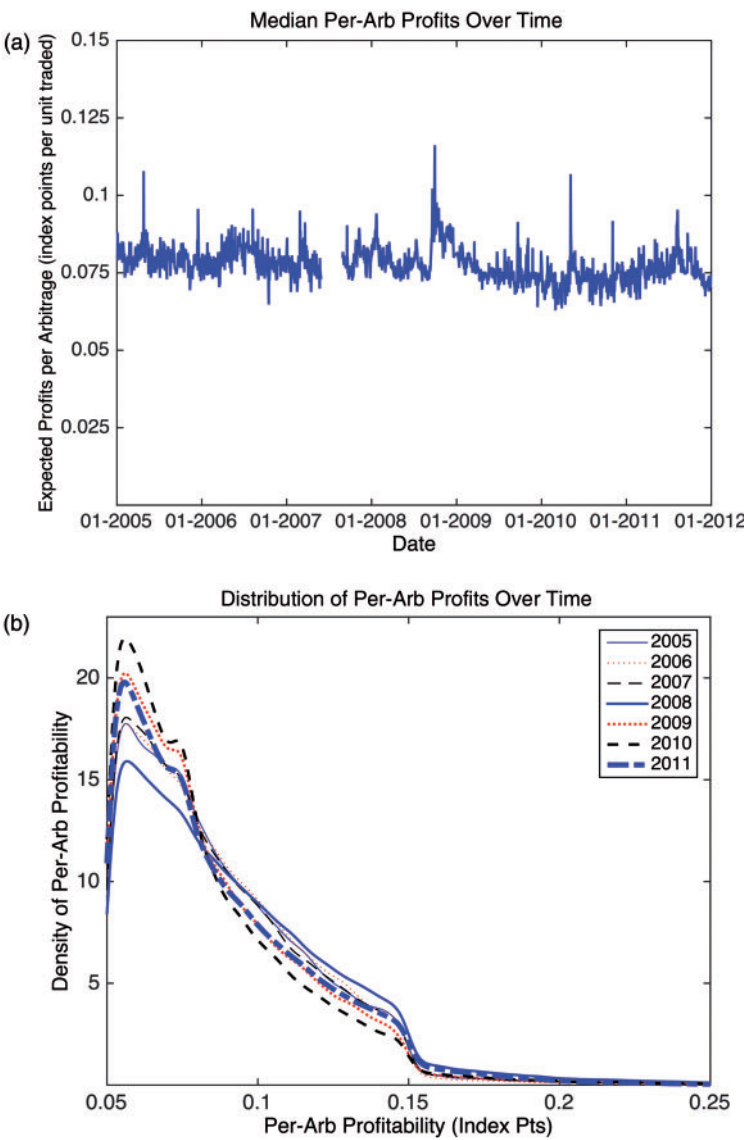 (a)
Median Per-Arb Profits Over Time
Expected Profits per Arbitrage (index points per unit traded)
0.15
0.125
0.1
0.075
0.05
0.025
01-2005 01-2006 01-2007 01-2008 01-2009 01-2010 01-2011 01-2012
Date
(b)
Distribution of Per-Arb Profits Over Time
Density of Per-Arb Profitability
20
15
10
5
2005
2006
2007
2008
2009
2010
2011
0.05 0.1 0.15 0.2 0.25
Per-Arb Profitability (Index Pts)